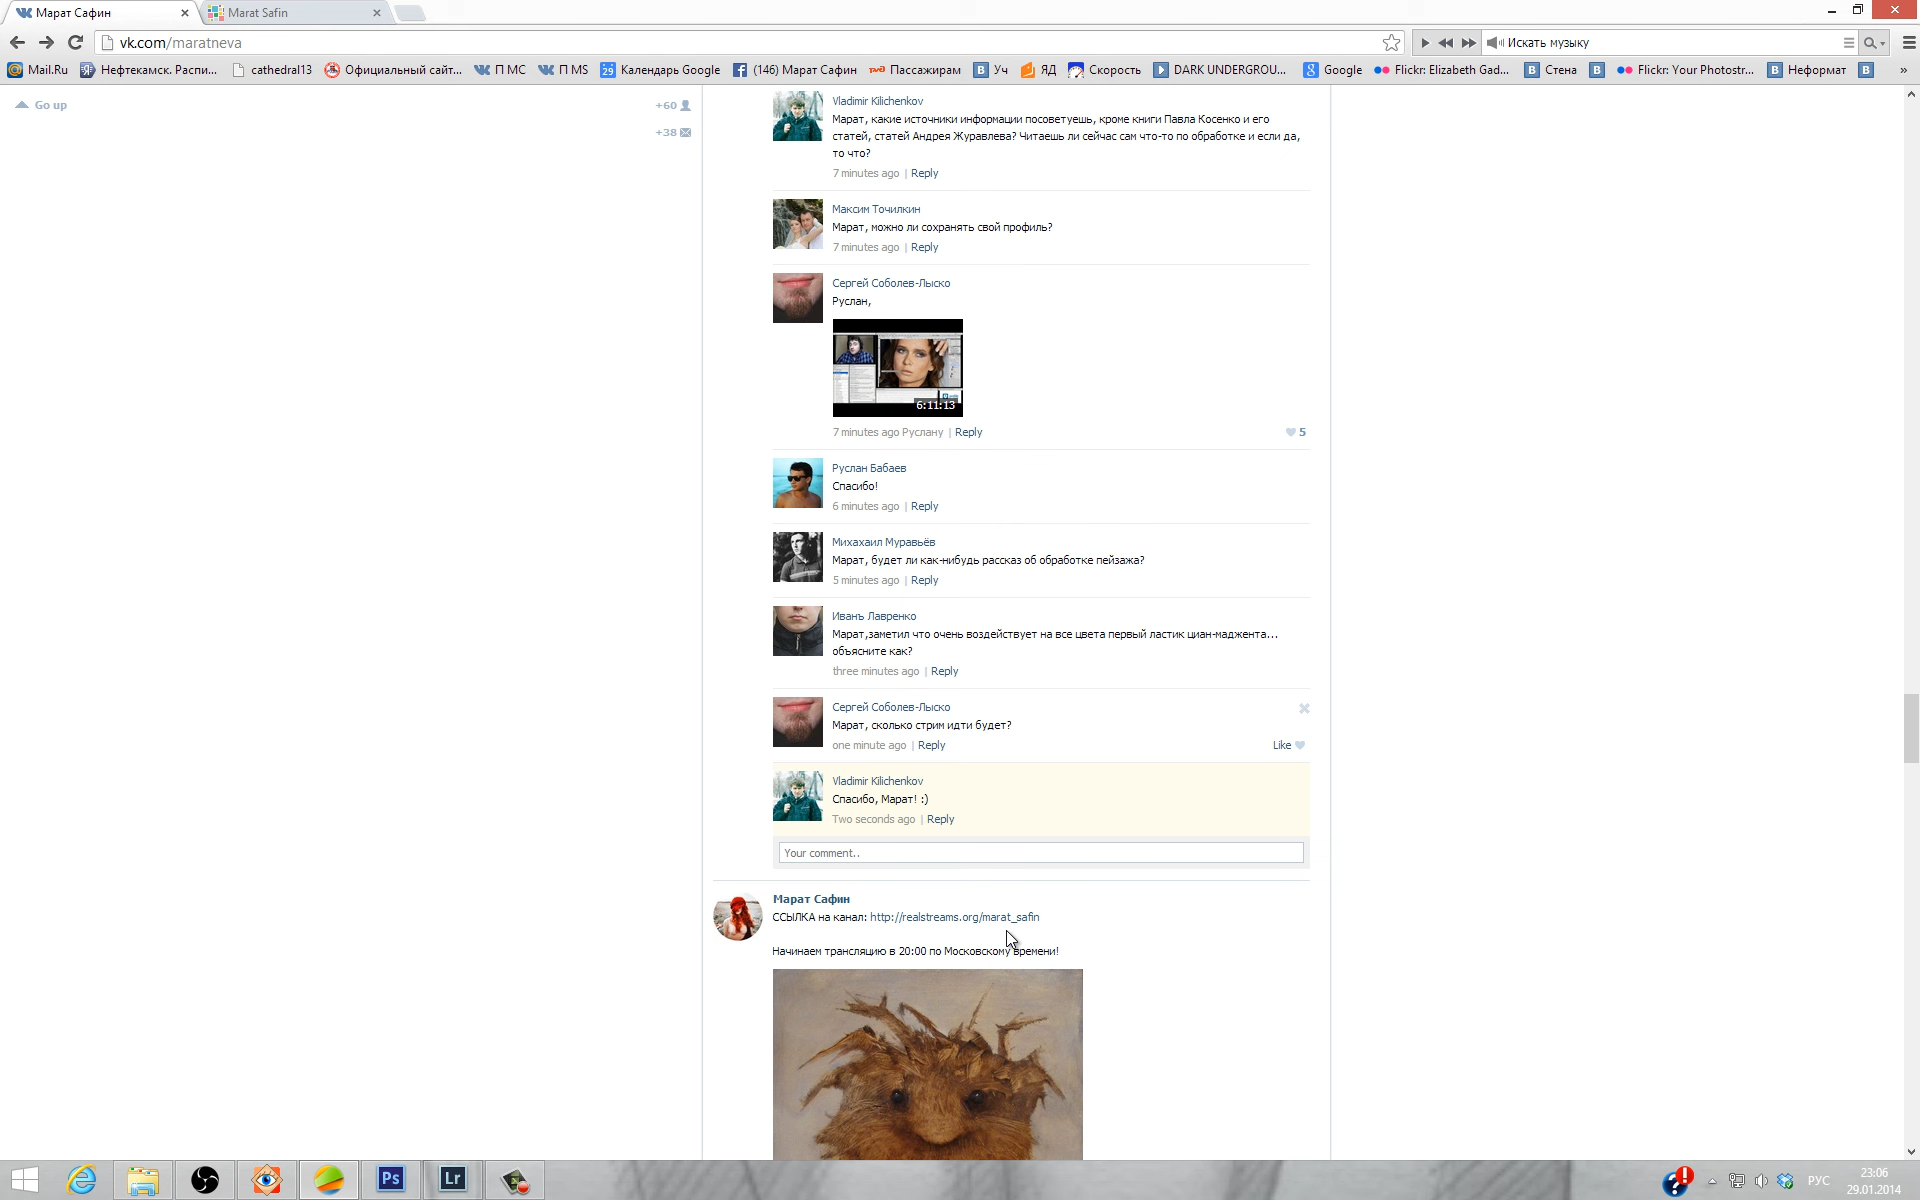 Марат Сафин
Marat Safin
vk.com/maratneva
Искать музыку
Mail.Ru
Нефтекамск. Распи...
cathedral13
Официальный сайт...
П МС
П MS
29
Календарь Google
(146) Марат Сафин
Пассажирам
Уч
ЯД
Скорость
DARK UNDERGROU...
Google
Flickr: Elizabeth Gad...
Стена
Flickr: Your Photostr...
Неформат
»
Go up
+60
+38
Vladimir Kilichenkov
Марат, какие источники информации посоветуешь, кроме книги Павла Косенко и его
статей, статей Андрея Журавлева? Читаешь ли сейчас сам что-то по обработке и если да,
то что?
7 minutes ago | Reply
Максим Точилкин
Марат, можно ли сохранять свой профиль?
7 minutes ago | Reply
Сергей Соболев-Лыско
Руслан,
6:11:13
7 minutes ago Руслану | Reply
5
Руслан Бабаев
Спасибо!
6 minutes ago | Reply
Михахаил Муравьёв
Марат, будет ли как-нибудь рассказ об обработке пейзажа?
5 minutes ago | Reply
Иванъ Лавренко
Марат,заметил что очень воздействует на все цвета первый ластик циан-маджента...
объясните как?
three minutes ago | Reply
Сергей Соболев-Лыско
Марат, сколько стрим идти будет?
one minute ago | Reply
Like
Vladimir Kilichenkov
Спасибо, Марат! :)
Two seconds ago | Reply
Your comment..
Марат Сафин
ССЫЛКА на канал: http://realstreams.org/marat_safin
Начинаем трансляцию в 20:00 по Московскому времени!
Ps
Lr
РУС
23:06
29.01.2014